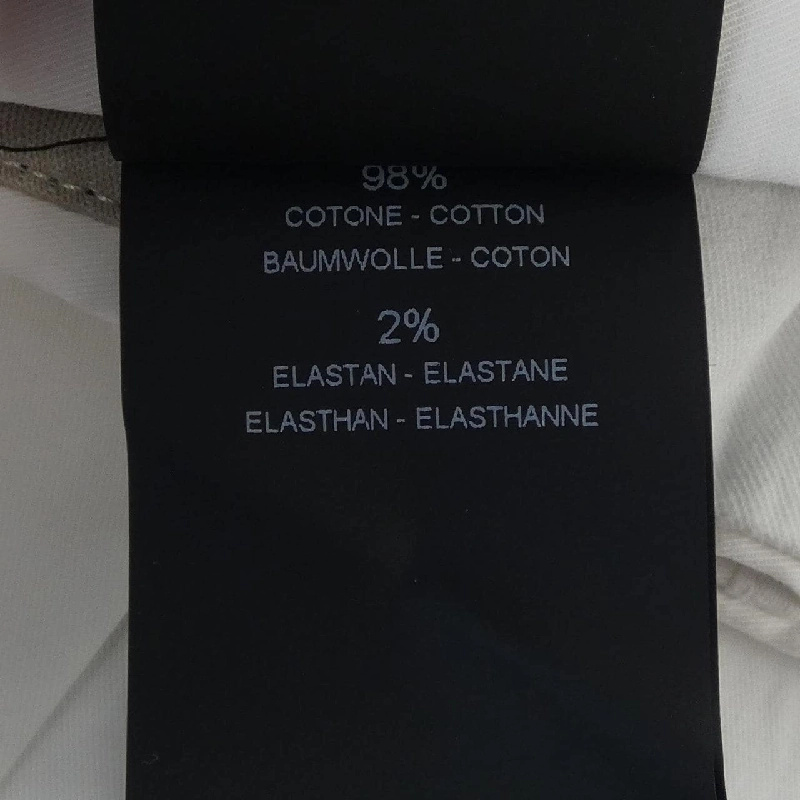 98%
COTONE - COTTON
BAUMWOLLE - COTON
2%
ELASTAN - ELASTANE
ELASTHAN - ELASTHANNE